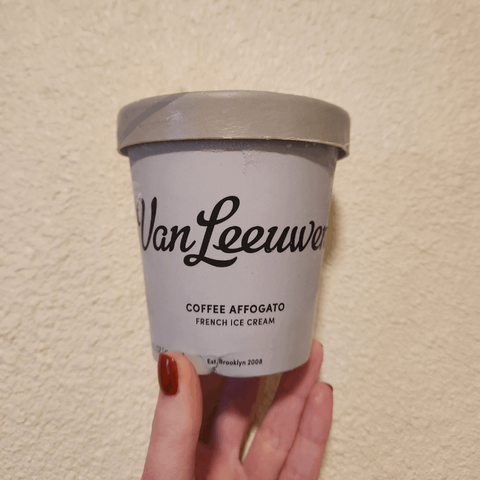 Van Leeuwen
COFFEE AFFOGATO
FRENCH ICE CREAM
Est. Brooklyn 2008